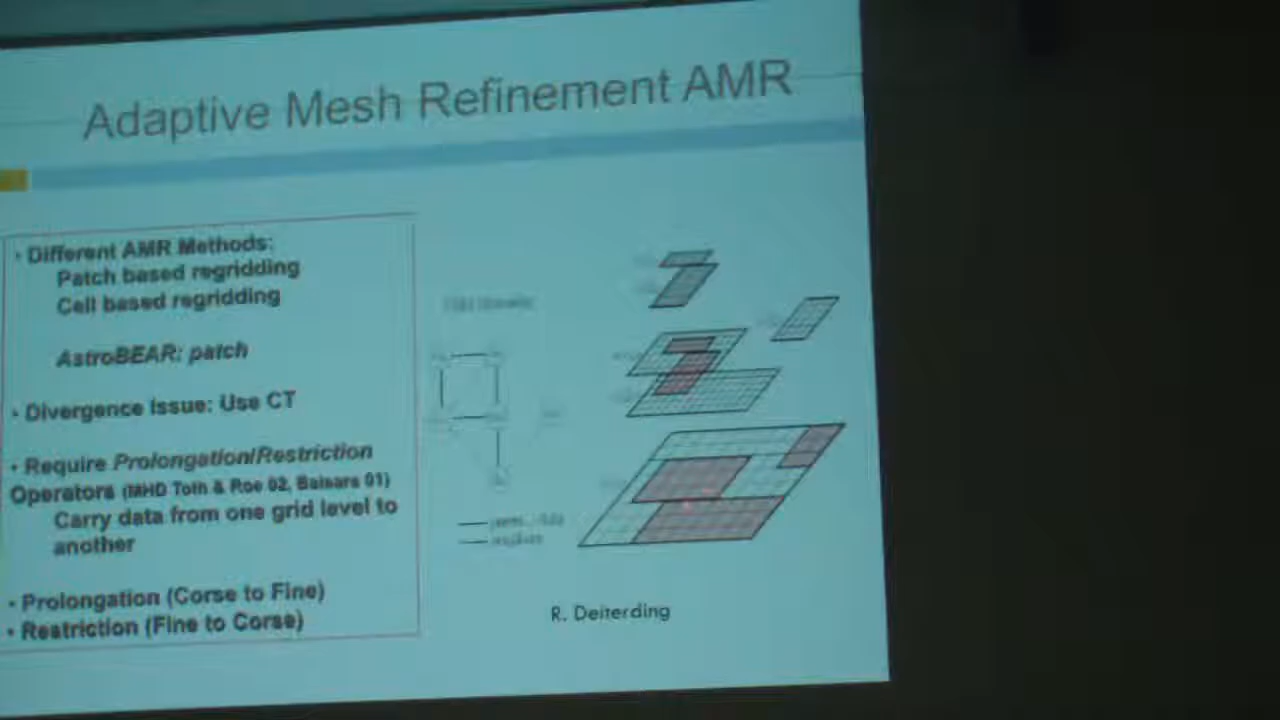 Adaptive Mesh Refinement AMR
• Different AMR Methods:
Patch based regridding
Cell based regridding
AstroBEAR: patch
• Divergence Issue: Use CT
• Require Prolongation/Restriction
Operators (MHD Toth & Roe 02, Balsara 01)
Carry data from one grid level to
another
• Prolongation (Corse to Fine)
• Restriction (Fine to Corse)
R. Deiterding